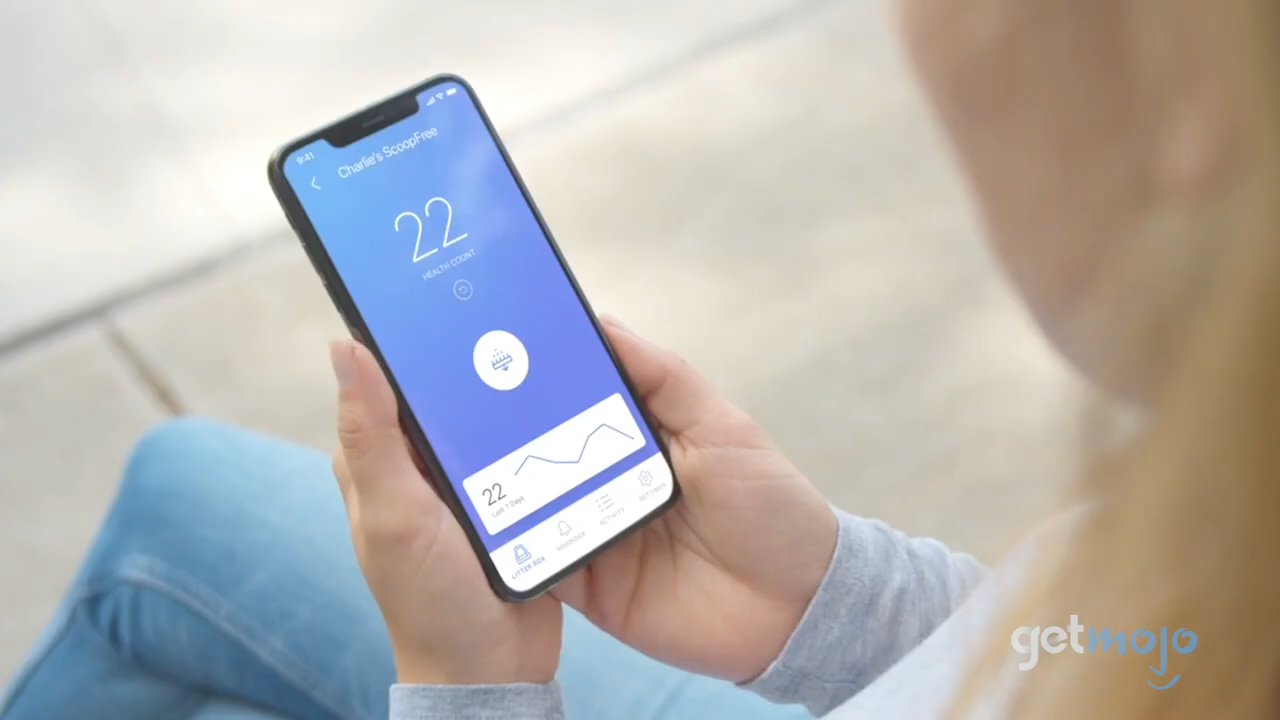 9:41
Charlie's ScoopFree
22
HEALTH COUNT
22
Last 7 Days
LITTER BOX
REMINDER
ACTIVITY
SETTINGS
getmojo